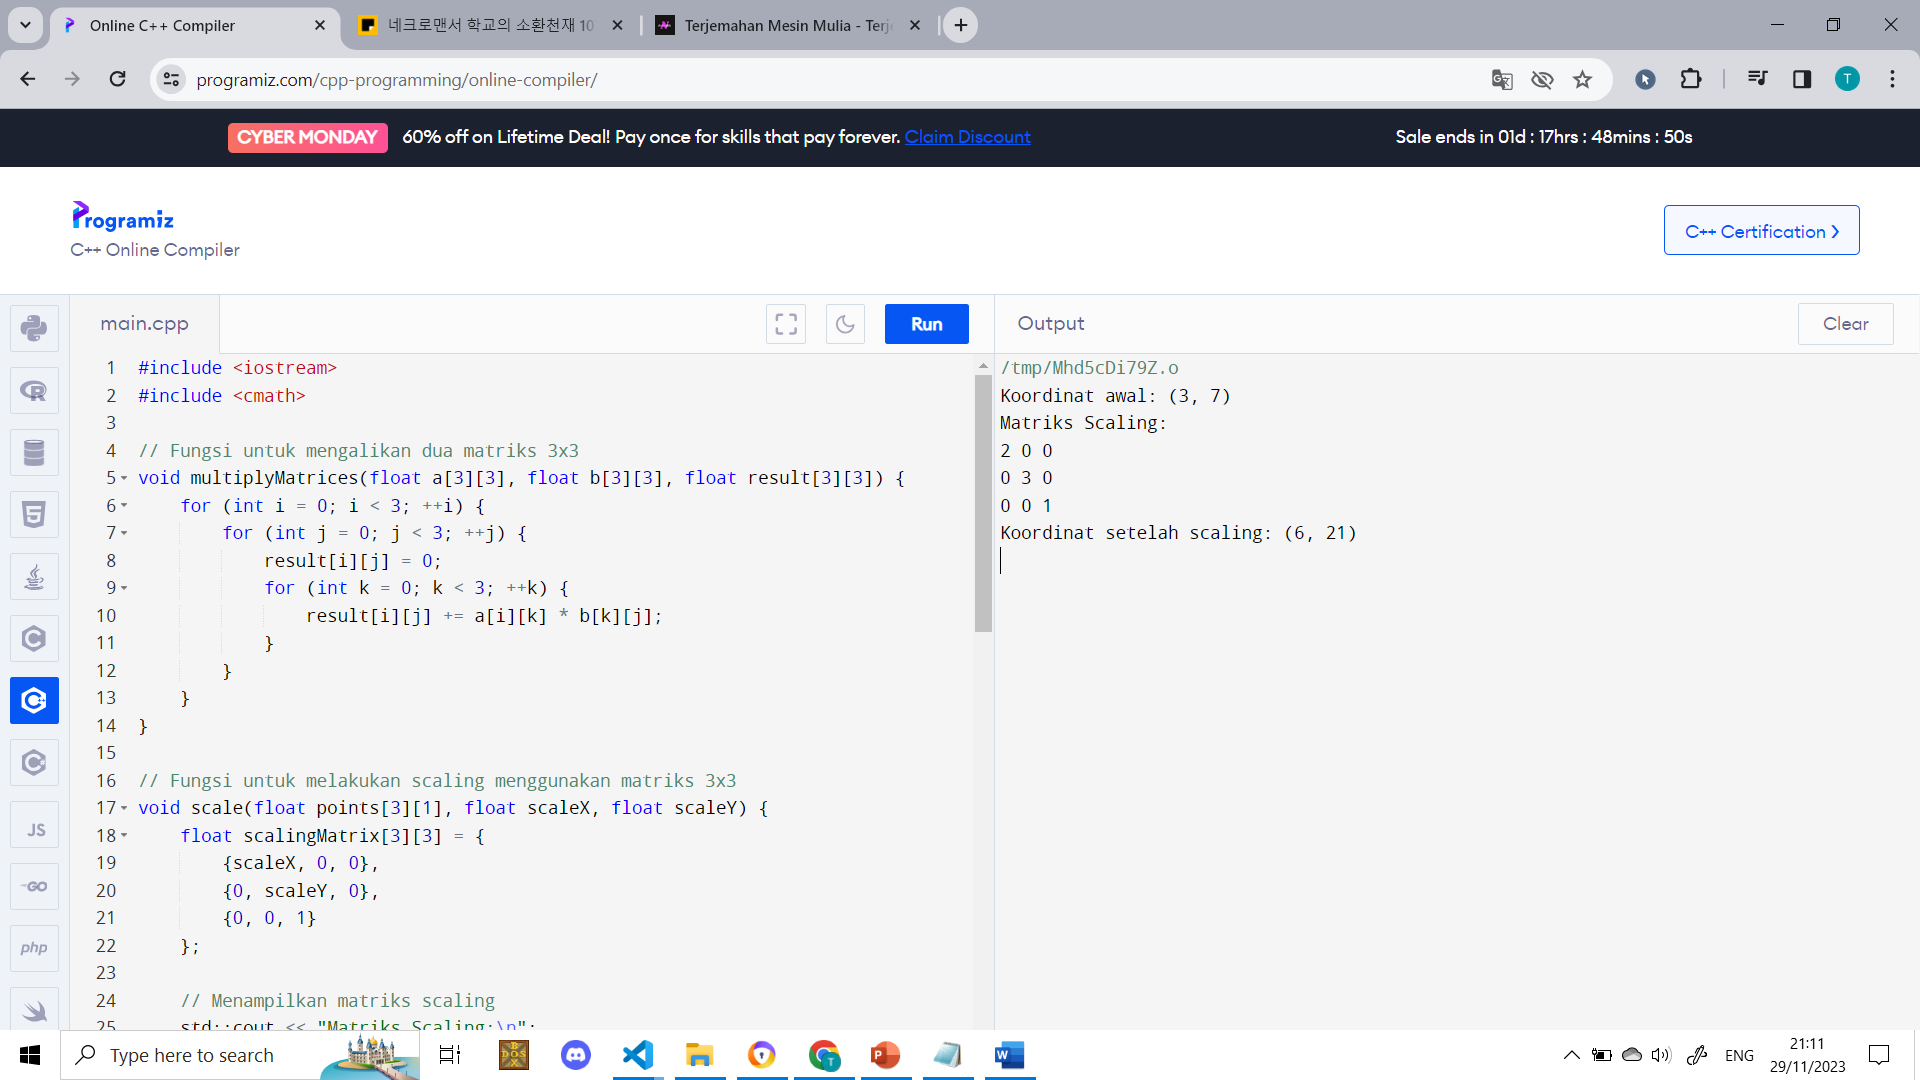 Online C++ Compiler
네크로맨서 학교의 소환천재 10
Terjemahan Mesin Mulia - Terj
programiz.com/cpp-programming/online-compiler/
T
CYBER MONDAY 60% off on Lifetime Deal! Pay once for skills that pay forever. Claim Discount Sale ends in 01d : 17hrs : 48mins : 50s
Programiz
C++ Online Compiler
C++ Certification
main.cpp
Run
Output
Clear
1 #include <iostream>
2 #include <cmath>
3
4 // Fungsi untuk mengalikan dua matriks 3x3
5 void multiplyMatrices(float a[3][3], float b[3][3], float result[3][3]) {
6     for (int i = 0; i < 3; ++i) {
7         for (int j = 0; j < 3; ++j) {
8             result[i][j] = 0;
9             for (int k = 0; k < 3; ++k) {
10                 result[i][j] += a[i][k] * b[k][j];
11             }
12         }
13     }
14 }
15
16 // Fungsi untuk melakukan scaling menggunakan matriks 3x3
17 void scale(float points[3][1], float scaleX, float scaleY) {
18     float scalingMatrix[3][3] = {
19         {scaleX, 0, 0},
20         {0, scaleY, 0},
21         {0, 0, 1}
22     };
23
24     // Menampilkan matriks scaling
25     std::cout << "Matriks Scaling:\n";
/tmp/Mhd5cDi79Z.o
Koordinat awal: (3, 7)
Matriks Scaling:
2 0 0
0 3 0
0 0 1
Koordinat setelah scaling: (6, 21)
JS
GO
php
Type here to search
ENG
21:11
29/11/2023